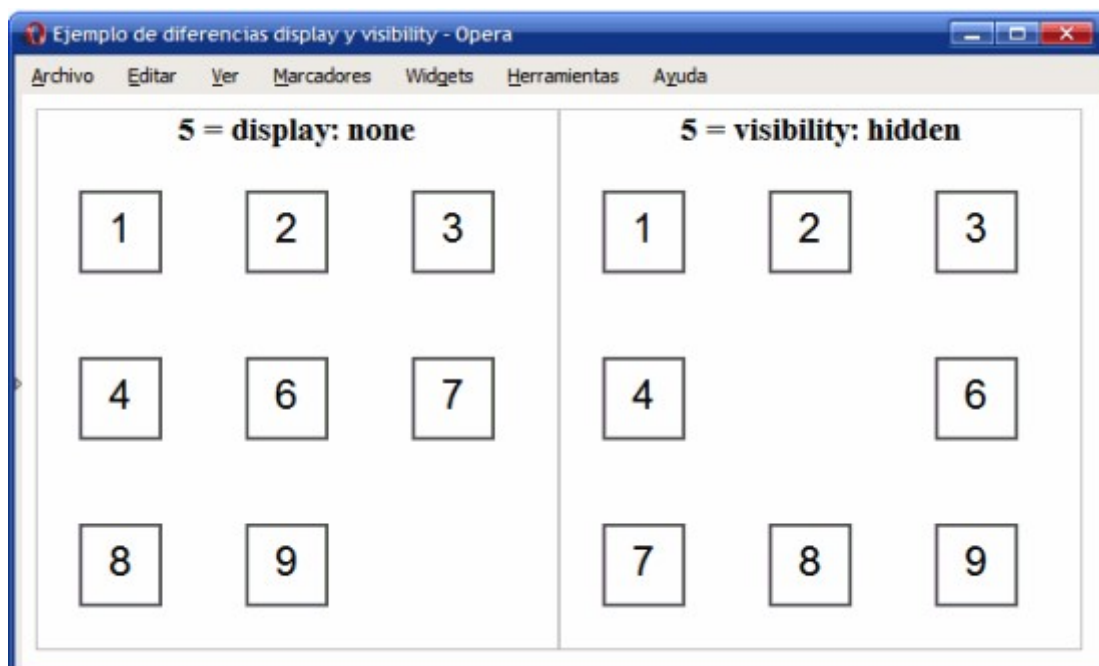 Ejemplo de diferencias display y visibility - Opera
Archivo Editar Ver Marcadores Widgets Herramientas Ayuda
5 = display: none
1 2 3
4 6 7
8 9
5 = visibility: hidden
1 2 3
4 6
7 8 9